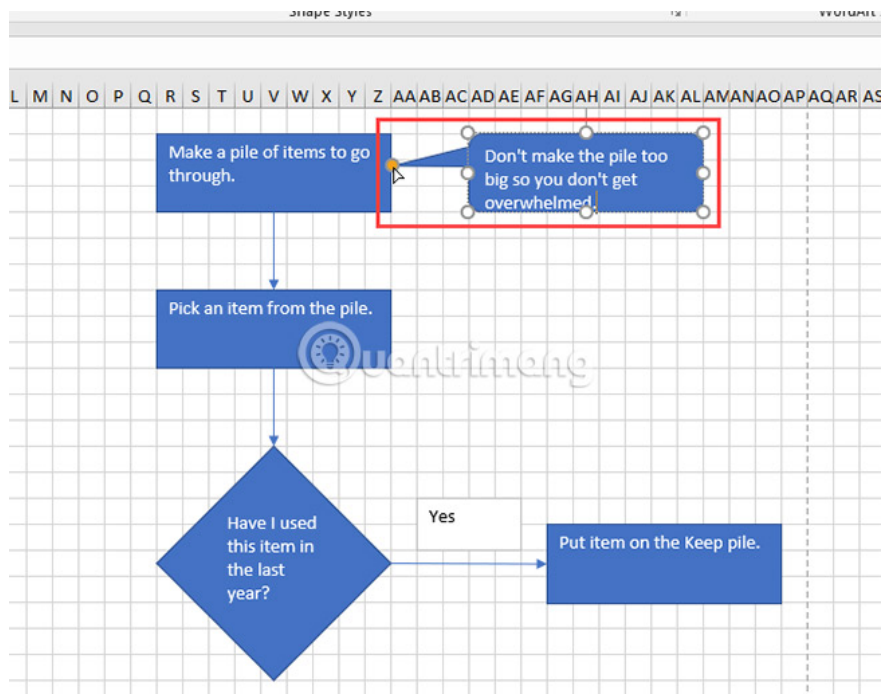 Shape Styles
WordArt
L M N O P Q R S T U V W X Y Z AA AB AC AD AE AF AG AH AI AJ AK AL AM AN AO AP AQ AR AS
Make a pile of items to go
through.
Don't make the pile too
big so you don't get
overwhelmed.
Pick an item from the pile.
Quantrimang
Have I used
this item in
the last
year?
Yes
Put item on the Keep pile.